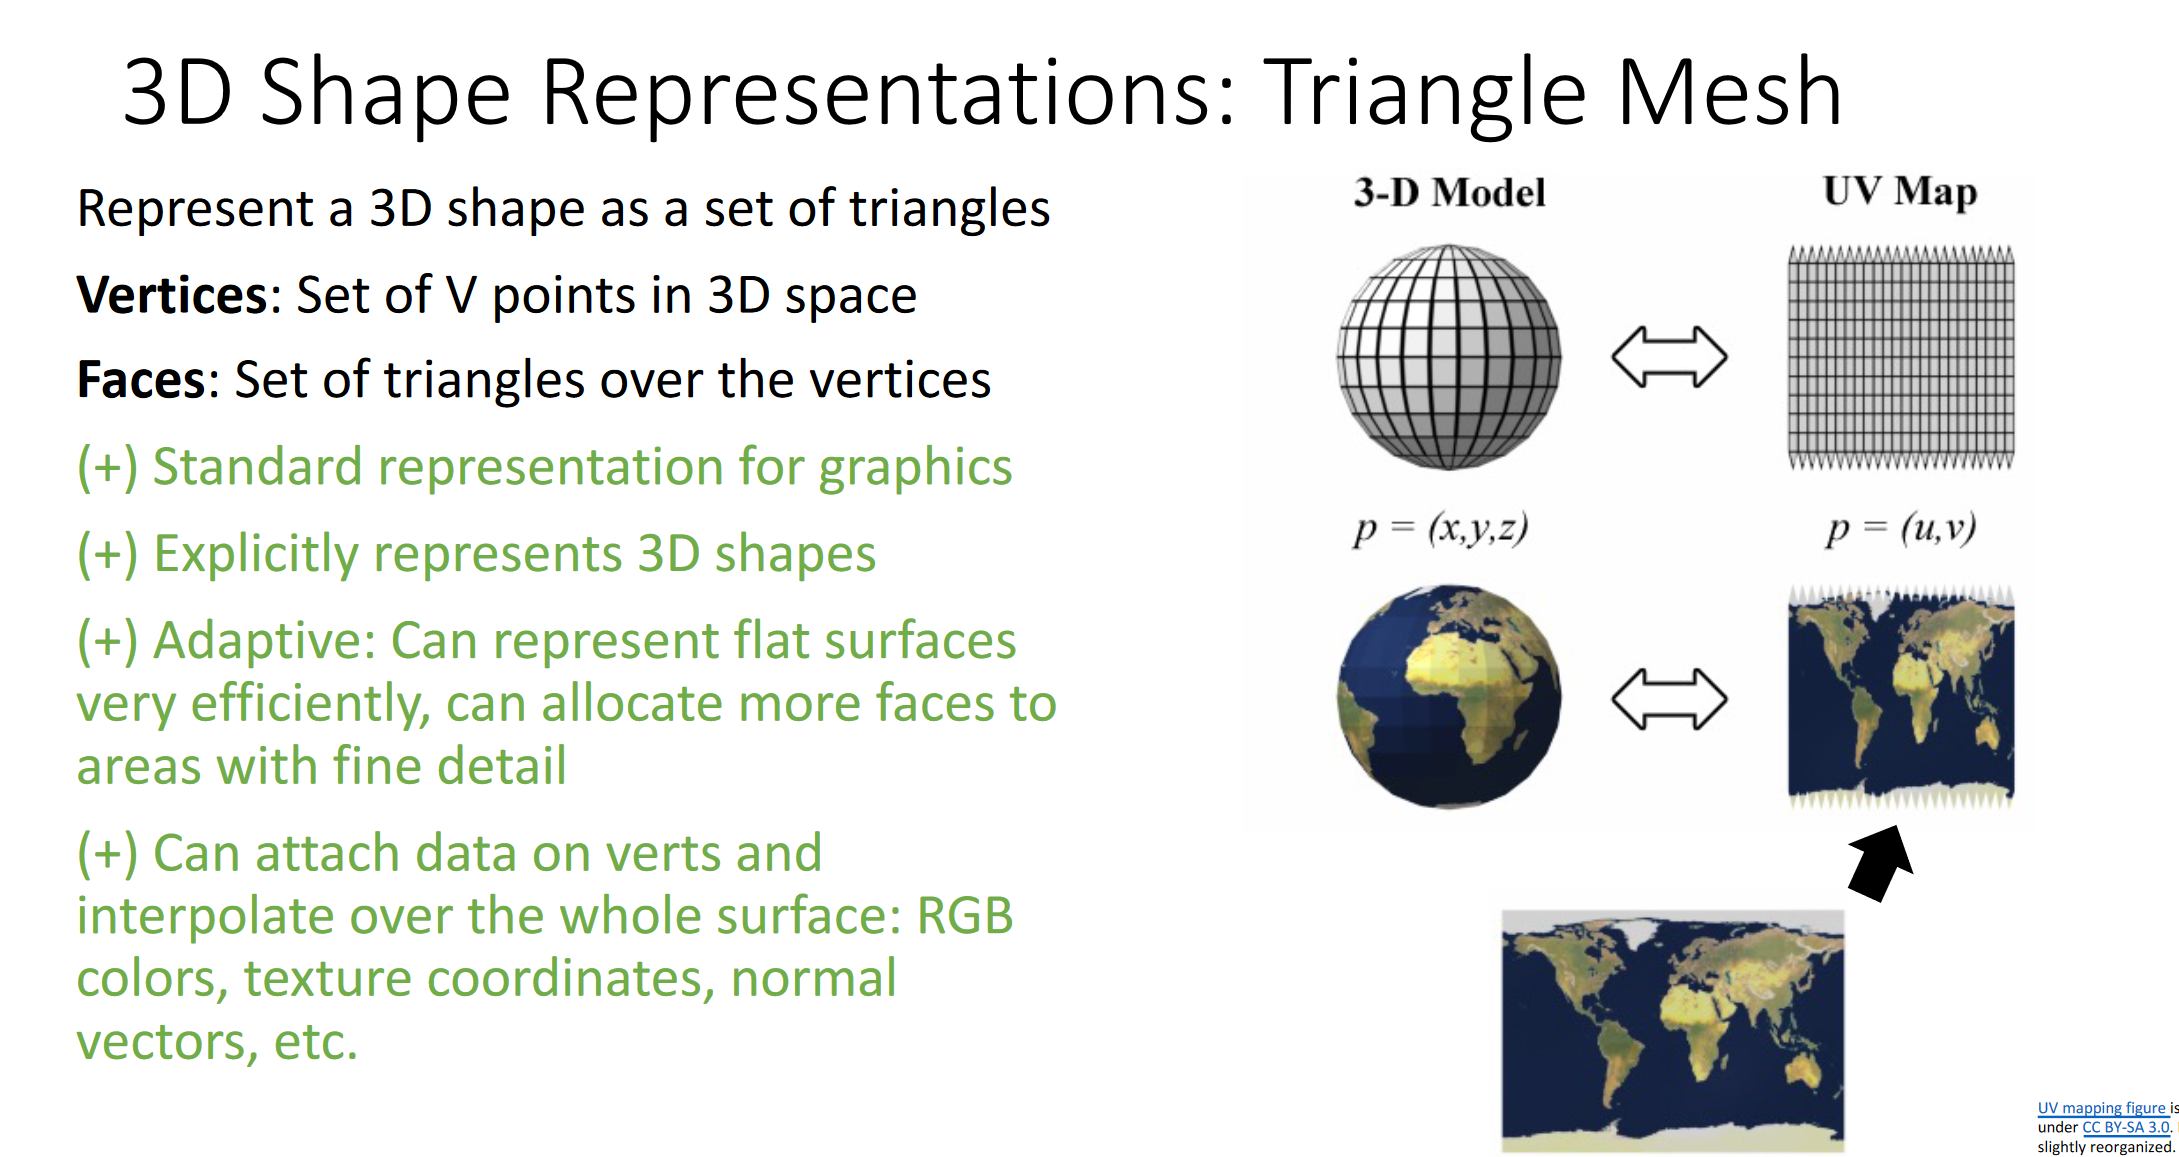 3D Shape Representations: Triangle Mesh
Represent a 3D shape as a set of triangles
Vertices: Set of V points in 3D space
Faces: Set of triangles over the vertices
(+) Standard representation for graphics
(+) Explicitly represents 3D shapes
(+) Adaptive: Can represent flat surfaces
very efficiently, can allocate more faces to
areas with fine detail
(+) Can attach data on verts and
interpolate over the whole surface: RGB
colors, texture coordinates, normal
vectors, etc.
3-D Model
UV Map
p = (x,y,z)
p = (u,v)
UV mapping figure is
under CC BY-SA 3.0.
slightly reorganized.